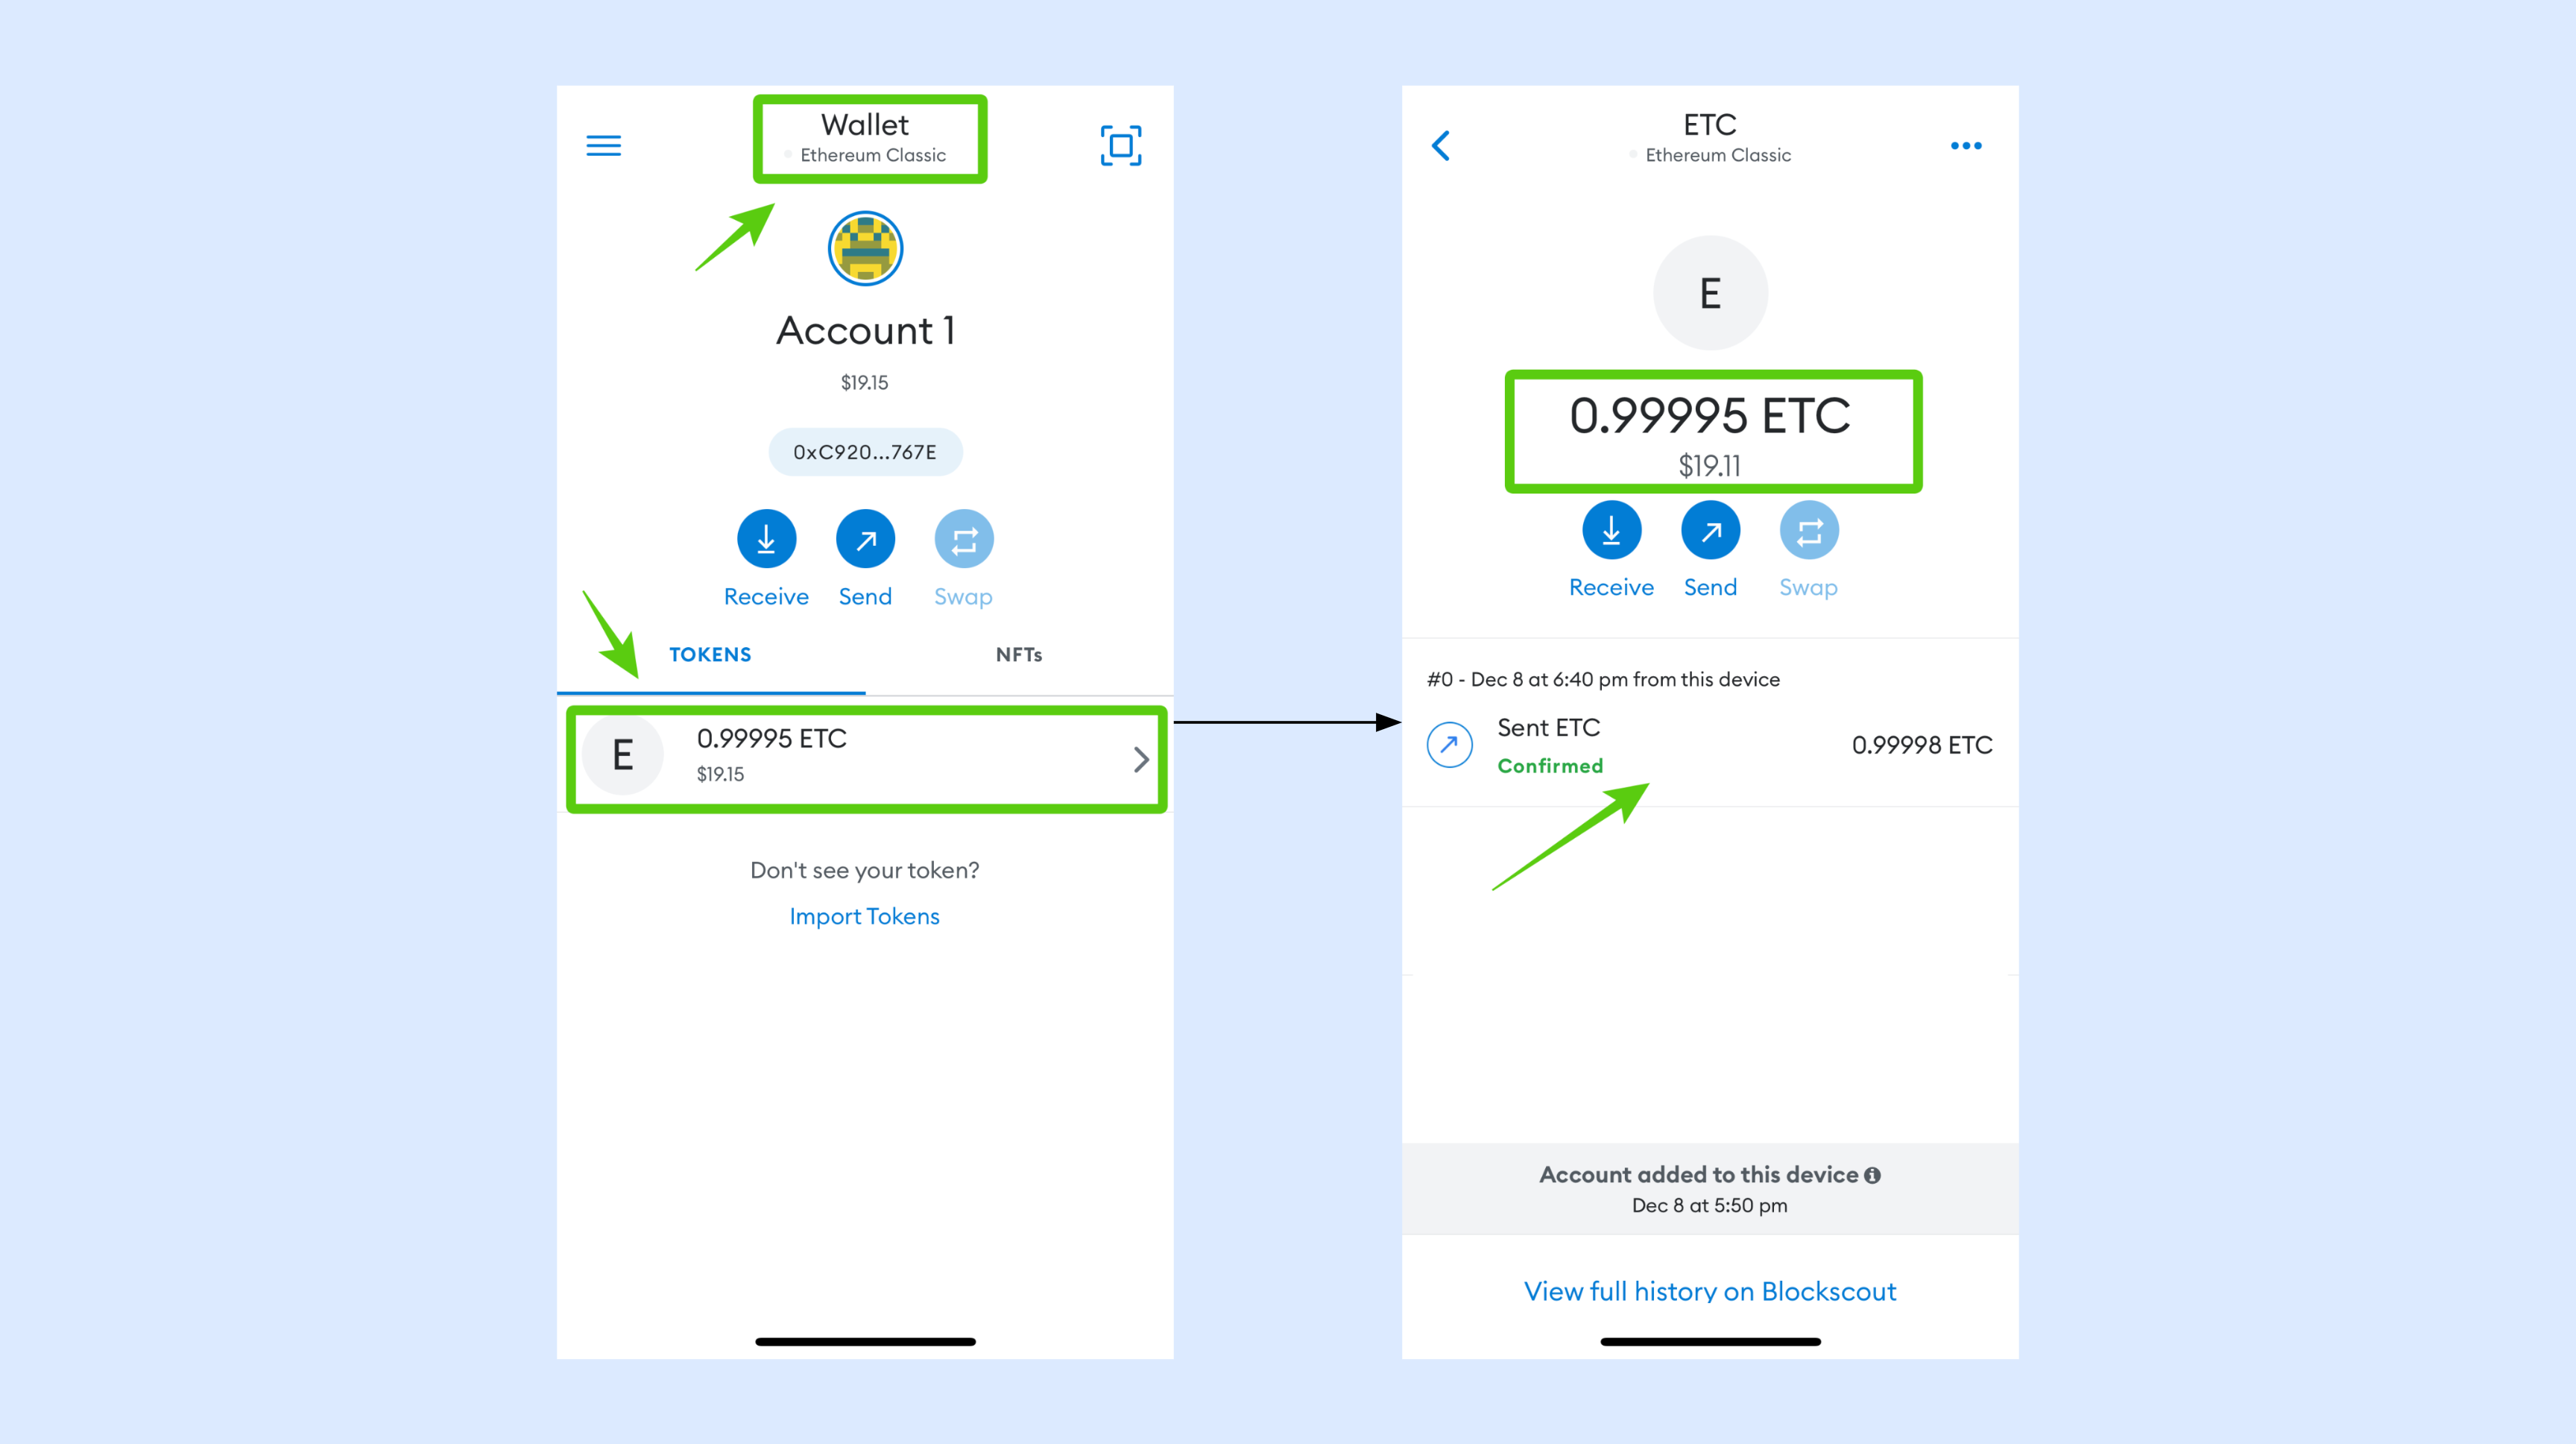 Wallet
Ethereum Classic
Account 1
$19.15
0xC920...767E
Receive Send Swap
TOKENS NFTs
E
0.99995 ETC
$19.15
Don't see your token?
Import Tokens
ETC
Ethereum Classic
E
0.99995 ETC
$19.11
Receive Send Swap
#0 - Dec 8 at 6:40 pm from this device
Sent ETC
0.99998 ETC
Confirmed
Account added to this device
Dec 8 at 5:50 pm
View full history on Blockscout